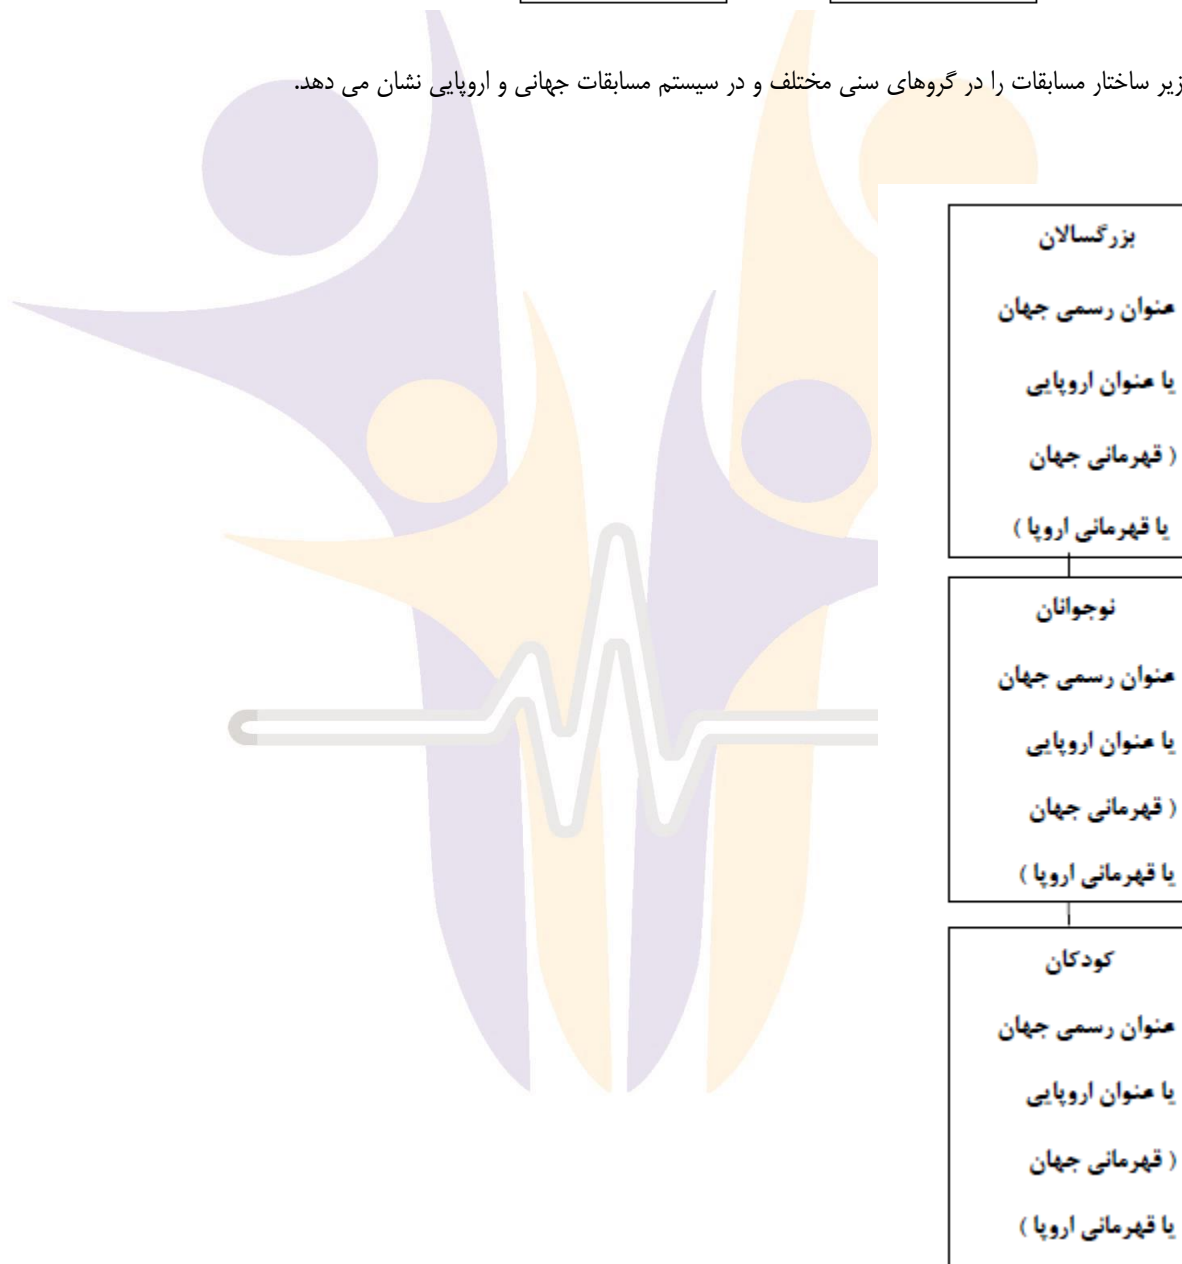 زیر ساختار مسابقات را در گروهای سنی مختلف و در سیستم مسابقات جهانی و اروپایی نشان می دهد.
بزرگسالان
عنوان رسمی جهان
یا عنوان اروپایی
( قهرمانی جهان
یا قهرمانی اروپا )
نوجوانان
عنوان رسمی جهان
یا عنوان اروپایی
( قهرمانی جهان
یا قهرمانی اروپا )
کودکان
عنوان رسمی جهان
یا عنوان اروپایی
( قهرمانی جهان
یا قهرمانی اروپا )